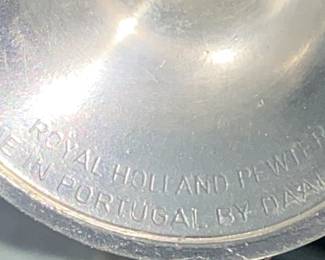 ROYAL HOLLAND PEWTER
IN PORTUGAL BY